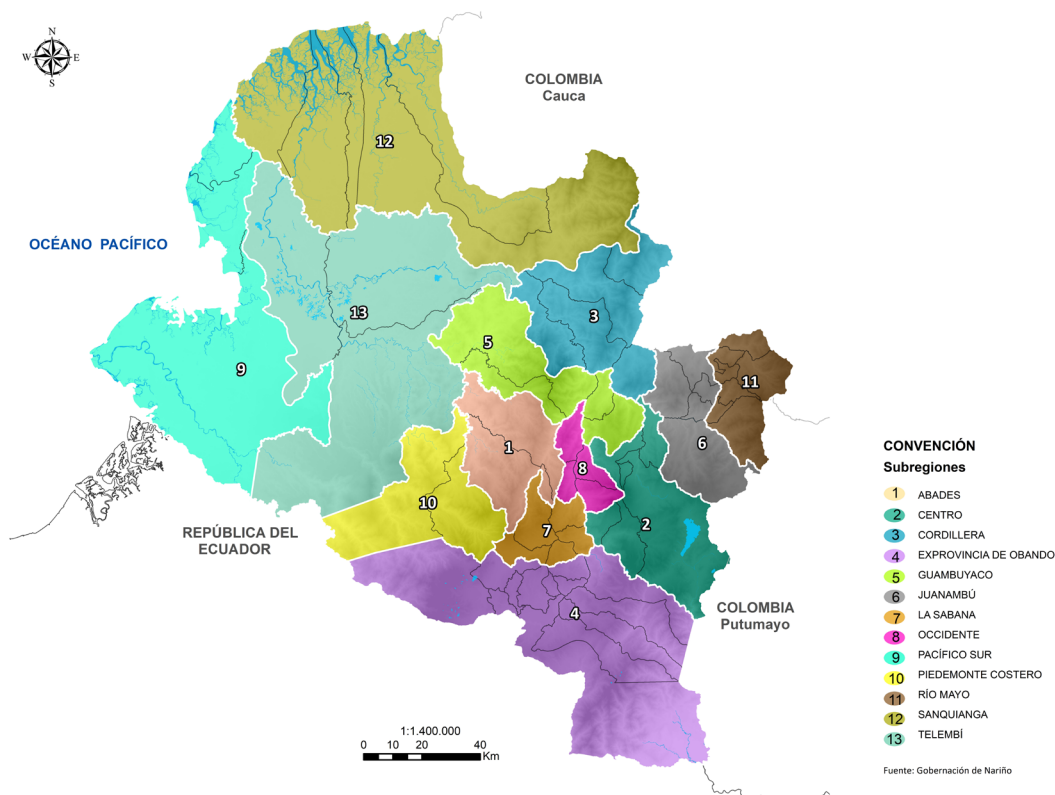 N
W E
S
COLOMBIA
Cauca
12
OCÉANO PACÍFICO
13
3
5
9
11
1
6
8
10
2
7
REPÚBLICA DEL
ECUADOR
COLOMBIA
Putumayo
4
1:1.400.000
0 10 20 40
Km
CONVENCIÓN
Subregiones
1 ABADES
2 CENTRO
3 CORDILLERA
4 EXPROVINCIA DE OBANDO
5 GUAMBUYACO
6 JUANAMBÚ
7 LA SABANA
8 OCCIDENTE
9 PACÍFICO SUR
10 PIEDEMONTE COSTERO
11 RÍO MAYO
12 SANQUIANGA
13 TELEMBÍ
Fuente: Gobernación de Nariño